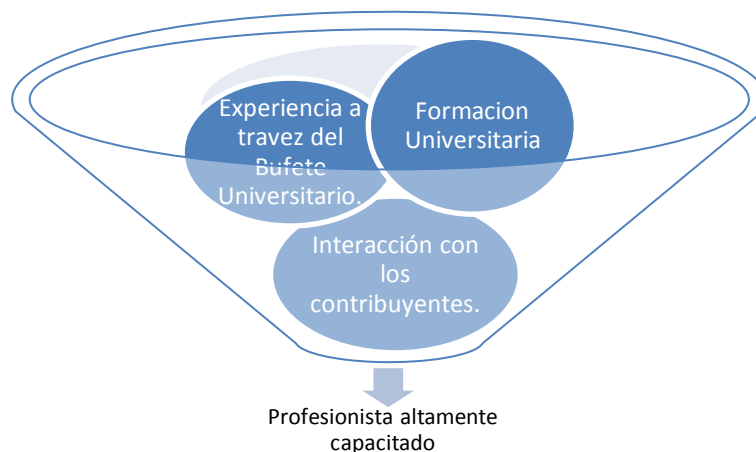 Experiencia a
travez del
Bufete
Universitario.
Formacion
Universitaria
Interacción con
los
contribuyentes.
Profesionista altamente
capacitado